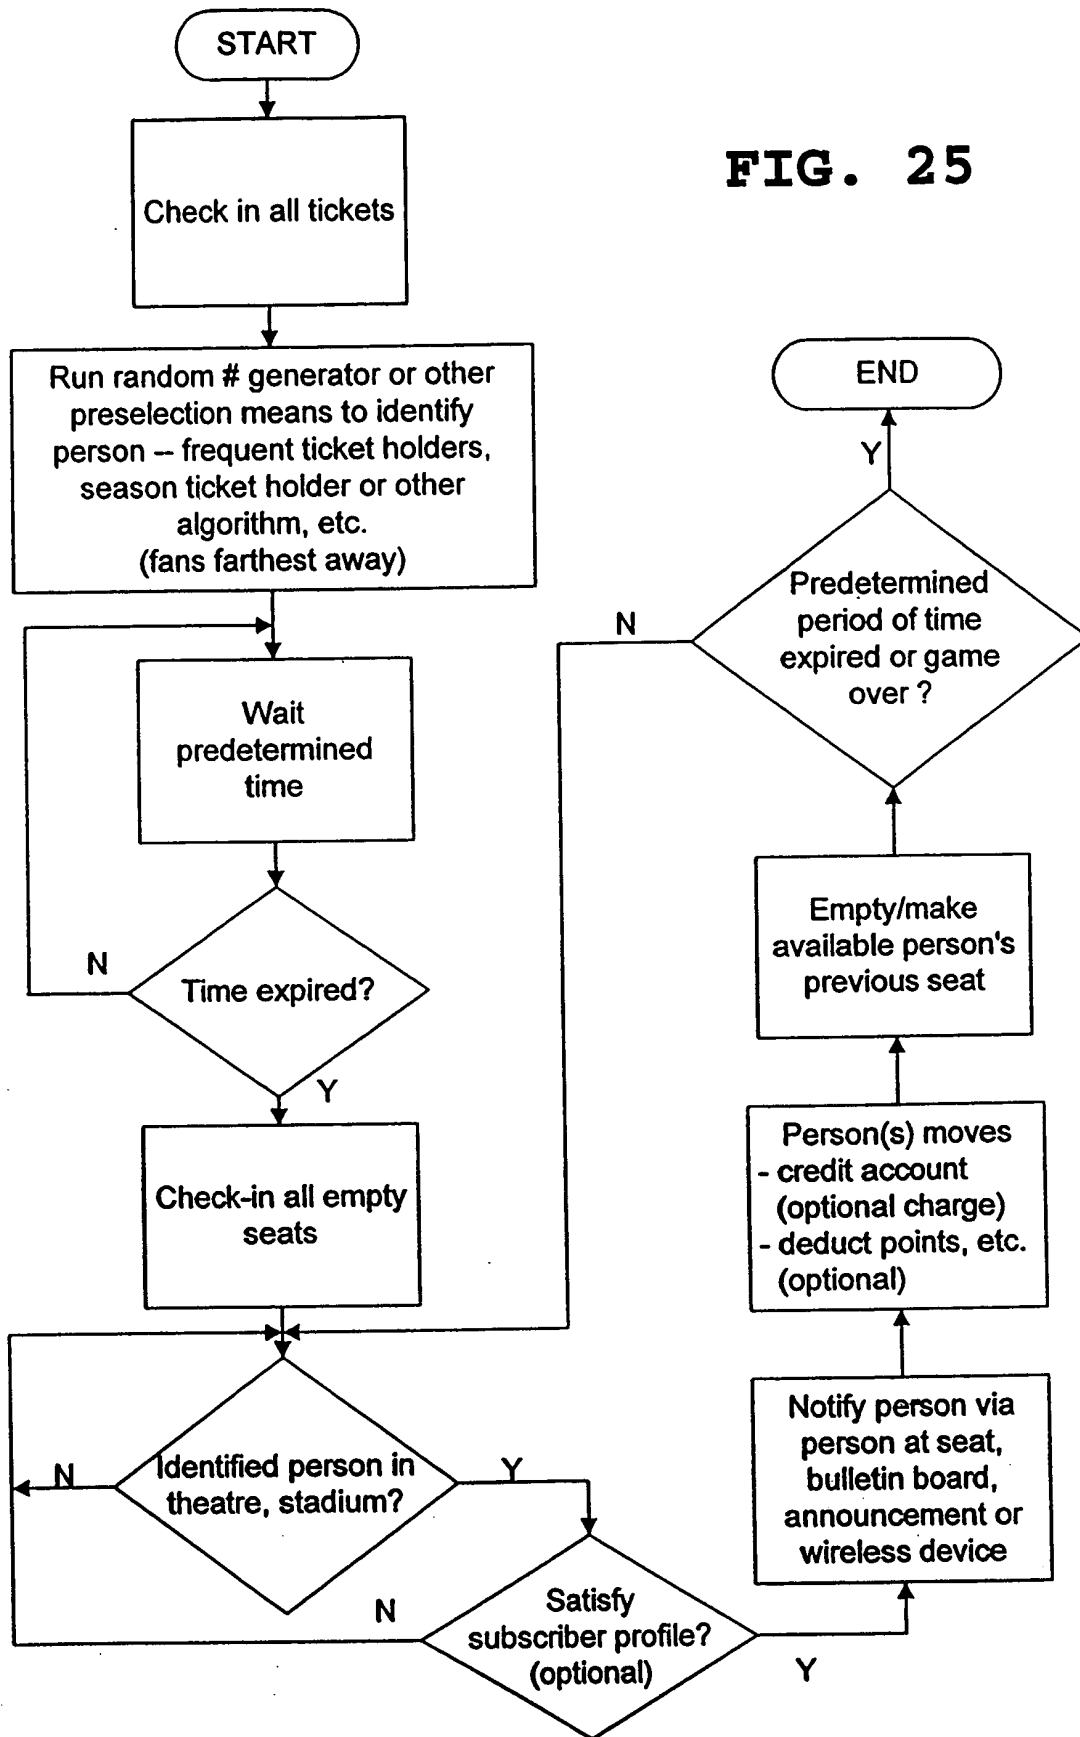 START
FIG. 25
Check in all tickets
Run random # generator or other
preselection means to identify
person – frequent ticket holders,
season ticket holder or other
algorithm, etc.
(fans farthest away)
Wait
predetermined
time
N
Time expired?
Y
Check-in all empty
seats
N
Identified person in
theatre, stadium?
Y
N
Satisfy
subscriber profile?
(optional)
Y
Notify person via
person at seat,
bulletin board,
announcement or
wireless device
Person(s) moves
- credit account
(optional charge)
- deduct points, etc.
(optional)
Empty/make
available person's
previous seat
Predetermined
period of time
expired or game
over ?
N
Y
END